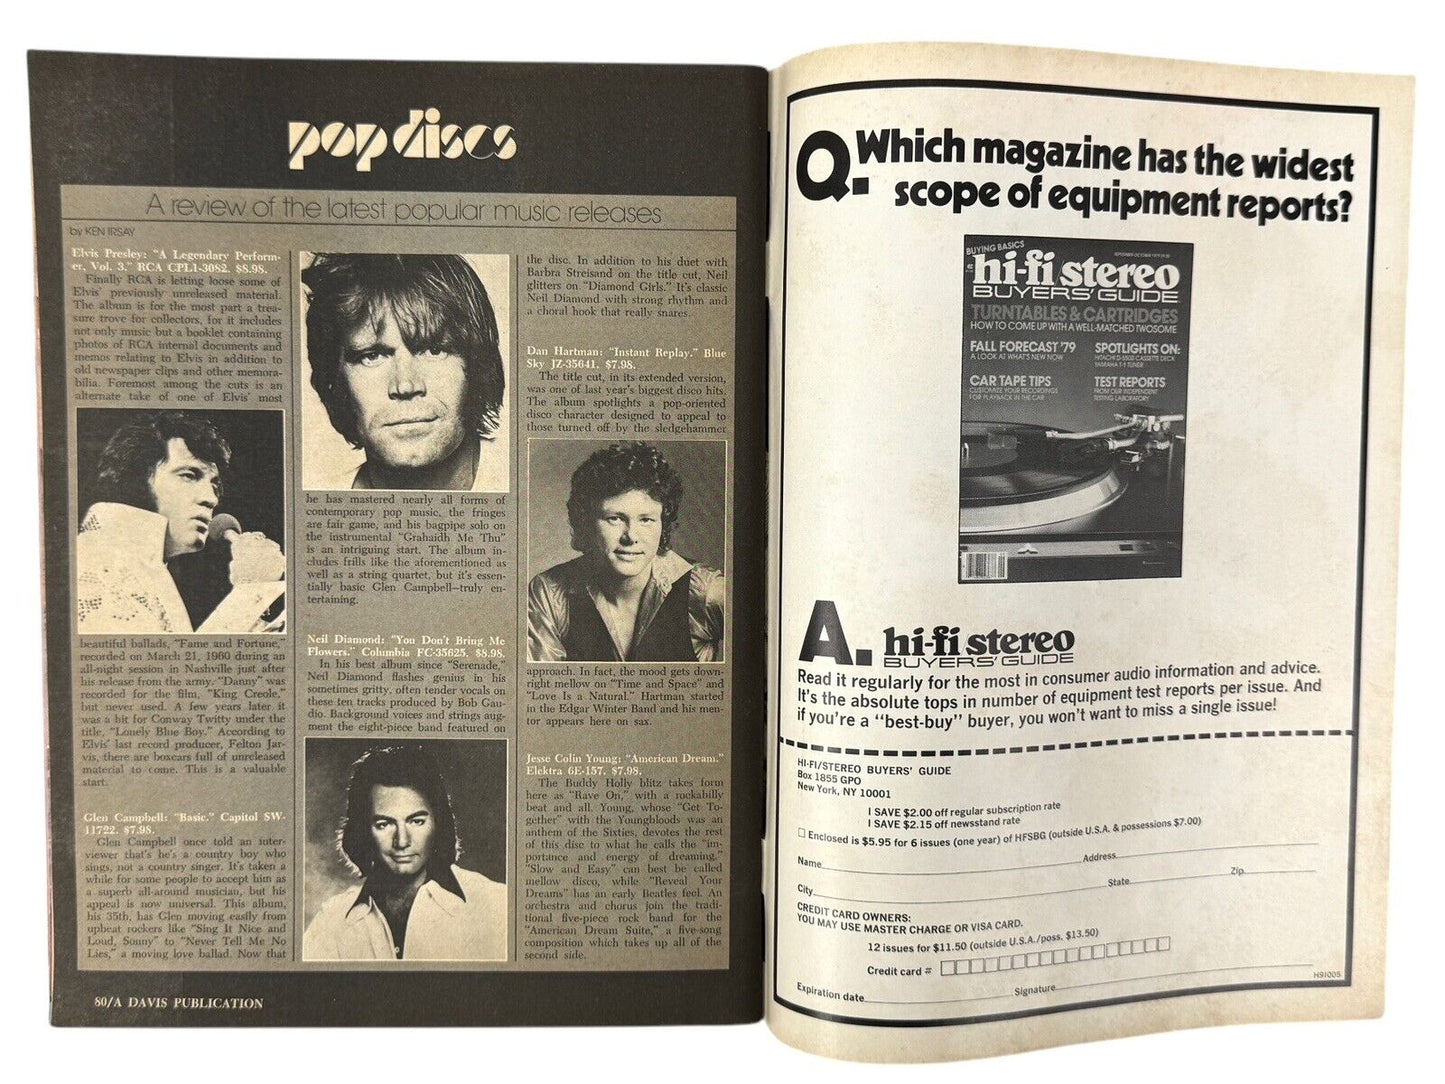 pop discs
A review of the latest popular music releases
by KEN IRSAY
Elvis Presley: "A Legendary Perform-
er, Vol. 3." RCA CPL1-3082. $8.98.
Finally RCA is letting loose some of
Elvis' previously unreleased material.
The album is for the most part a trea-
sure trove for collectors, for it includes
not only music but a booklet containing
photos of RCA internal documents and
memos relating to Elvis in addition to
old newspaper clips and other memora-
bilia. Foremost among the cuts is an
alternate take of one of Elvis' most
beautiful ballads, "Fame and Fortune,"
recorded on March 21, 1960 during an
all-night session in Nashville just after
his release from the army. "Danny" was
recorded for the film, "King Creole,"
but never used. A few years later it
was a hit for Conway Twitty under the
title, "Lonely Blue Boy." According to
Elvis' last record producer, Felton Jar-
vis, there are boxcars full of unreleased
material to come. This is a valuable
start.
Glen Campbell: "Basic." Capitol SW-
11722. $7.98.
Glen Campbell once told an inter-
viewer that's he's a country boy who
sings, not a country singer. It's taken a
while for some people to accept him as
a superb all-around musician, but his
appeal is now universal. This album,
his 35th, has Glen moving easily from
upbeat rockers like "Sing It Nice and
Loud, Sonny" to "Never Tell Me No
Lies," a moving love ballad. Now that
he has mastered nearly all forms of
contemporary pop music, the fringes
are fair game, and his bagpipe solo on
the instrumental "Grahaidh Me Thu"
is an intriguing start. The album in-
cludes frills like the aforementioned as
well as a string quartet, but it's essen-
tially basic Glen Campbell—truly en-
tertaining.
Neil Diamond: "You Don't Bring Me
Flowers." Columbia FC-35625. $8.98.
In his best album since "Serenade,"
Neil Diamond flashes genius in his
sometimes gritty, often tender vocals on
these ten tracks produced by Bob Gau-
dio. Background voices and strings aug-
ment the eight-piece band featured on
the disc. In addition to his duet with
Barbra Streisand on the title cut, Neil
glitters on "Diamond Girls." It's classic
Neil Diamond with strong rhythm and
a choral hook that really snares.
Dan Hartman: "Instant Replay." Blue
Sky JZ-35641. $7.98.
The title cut, in its extended version,
was one of last year's biggest disco hits.
The album spotlights a pop-oriented
disco character designed to appeal to
those turned off by the sledgehammer
approach. In fact, the mood gets down-
right mellow on "Time and Space" and
"Love Is a Natural." Hartman started
in the Edgar Winter Band and his men-
tor appears here on sax.
Jesse Colin Young: "American Dream."
Elektra 6E-157. $7.98.
The Buddy Holly blitz takes form
here as "Rave On," with a rockabilly
beat and all. Young, whose "Get To-
gether" with the Youngbloods was an
anthem of the Sixties, devotes the rest
of this disc to what he calls the "im-
portance and energy of dreaming."
"Slow and Easy" can best be called
mellow disco, while "Reveal Your
Dreams" has an early Beatles feel. An
orchestra and chorus join the tradi-
tional five-piece rock band for the
"American Dream Suite," a five-song
composition which takes up all of the
second side.
80/A DAVIS PUBLICATION
Q. Which magazine has the widest
scope of equipment reports?
BUYING BASICS
SEPTEMBER-OCTOBER 1979
hi-fi stereo
BUYERS' GUIDE
TURNTABLES & CARTRIDGES
HOW TO COME UP WITH A WELL-MATCHED TWOSOME
FALL FORECAST '79
A LOOK AT WHAT'S NEW NOW
SPOTLIGHTS ON:
HITACHI D-5500 CASSETTE DECK
YAMAHA T-1 TUNER
CAR TAPE TIPS
CUSTOMIZE YOUR RECORDINGS
FOR PLAYBACK IN THE CAR
TEST REPORTS
FROM OUR INDEPENDENT
TESTING LABORATORY
A. hi-fi stereo
BUYERS' GUIDE
Read it regularly for the most in consumer audio information and advice.
It's the absolute tops in number of equipment test reports per issue. And
if you're a "best-buy" buyer, you won't want to miss a single issue!
HI-FI/STEREO BUYERS' GUIDE
Box 1855 GPO
New York, NY 10001
I SAVE $2.00 off regular subscription rate
I SAVE $2.15 off newsstand rate
Enclosed is $5.95 for 6 issues (one year) of HFSBG (outside U.S.A. & possessions $7.00)
Name Address
City State Zip
CREDIT CARD OWNERS:
YOU MAY USE MASTER CHARGE OR VISA CARD.
12 issues for $11.50 (outside U.S.A./poss. $13.50)
Credit card #
Expiration date Signature
H91005